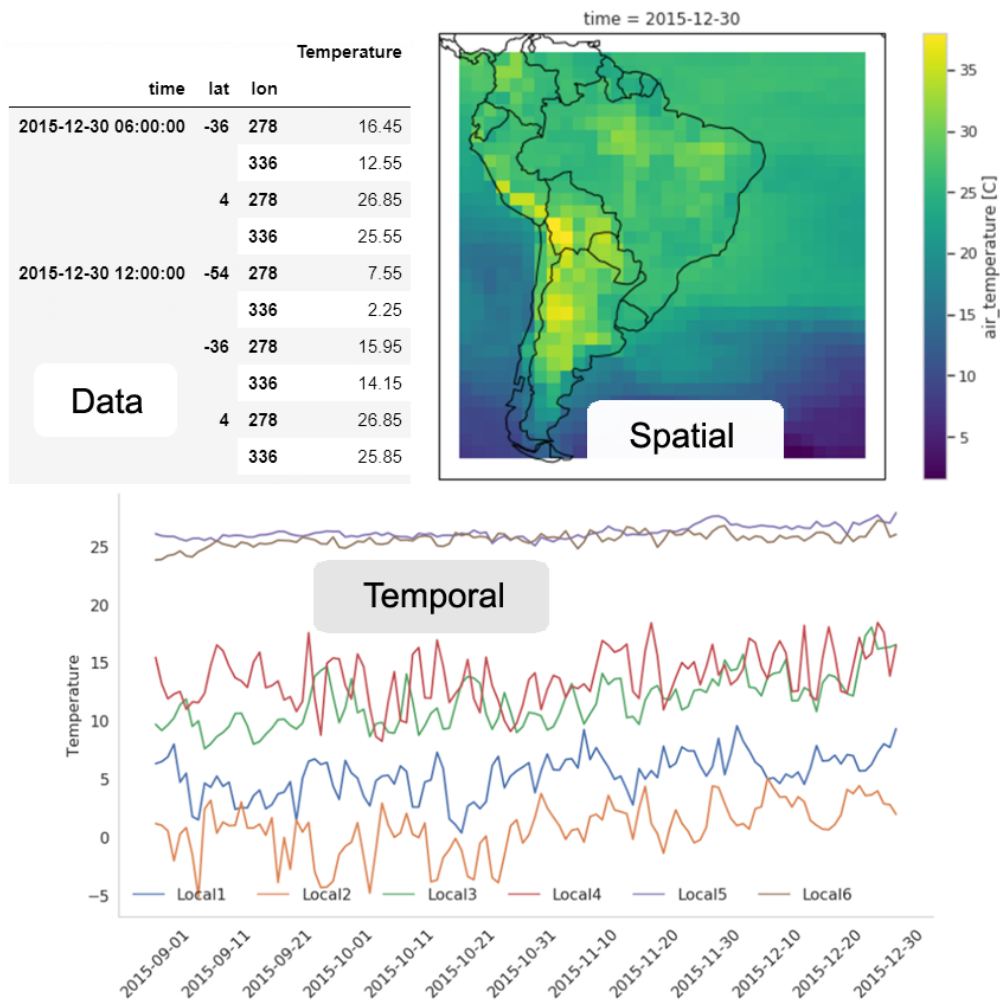 Temperature
time lat lon
2015-12-30 06:00:00 -36 278 16.45
336 12.55
4 278 26.85
336 25.55
2015-12-30 12:00:00 -54 278 7.55
336 2.25
-36 278 15.95
336 14.15
4 278 26.85
336 25.85
Data
time = 2015-12-30
Spatial
35
30
25
20
15
10
5
air_temperature [C]
Temporal
Temperature
25
20
15
10
5
0
−5
Local1 Local2 Local3 Local4 Local5 Local6
2015-09-01
2015-09-11
2015-09-21
2015-10-01
2015-10-11
2015-10-21
2015-10-31
2015-11-10
2015-11-20
2015-11-30
2015-12-10
2015-12-20
2015-12-30